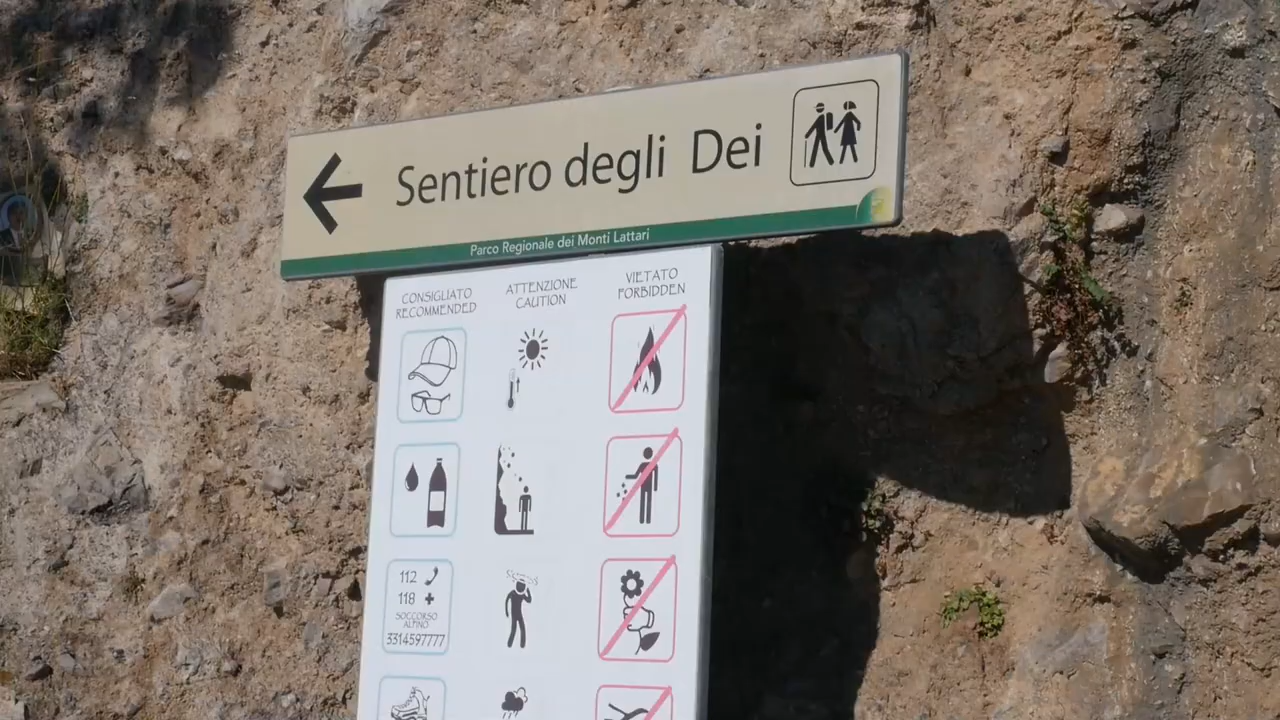 Sentiero degli Dei
Parco Regionale dei Monti Lattari
CONSIGLIATO
RECOMMENDED
ATTENZIONE
CAUTION
VIETATO
FORBIDDEN
112
118
SOCCORSO
ALPINO
3314597777